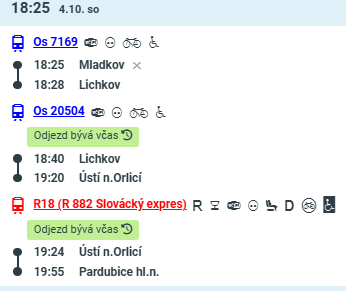 18:25 4.10. so
Os 7169
18:25 Mladkov
18:28 Lichkov
Os 20504
Odjezd bývá včas
18:40 Lichkov
19:20 Ústí n.Orlicí
R18 (R 882 Slovácký expres) R D
Odjezd bývá včas
19:24 Ústí n.Orlicí
19:55 Pardubice hl.n.